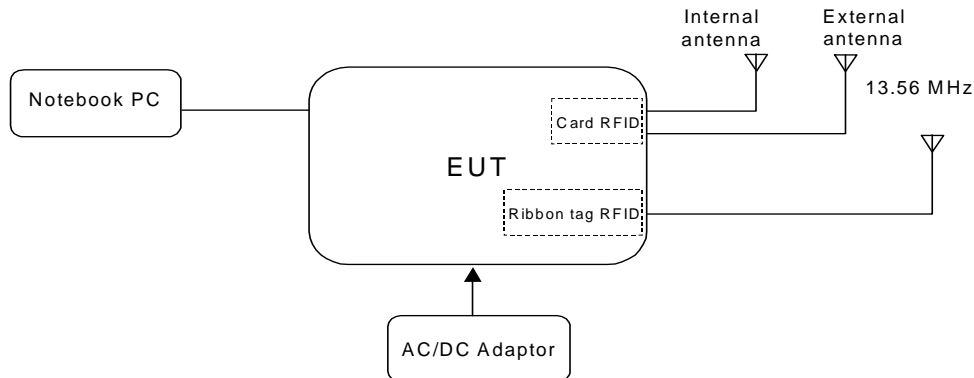 Internal
antenna
External
antenna
13.56 MHz
Notebook PC
Card RFID
EUT
Ribbon tag RFID
AC/DC Adaptor